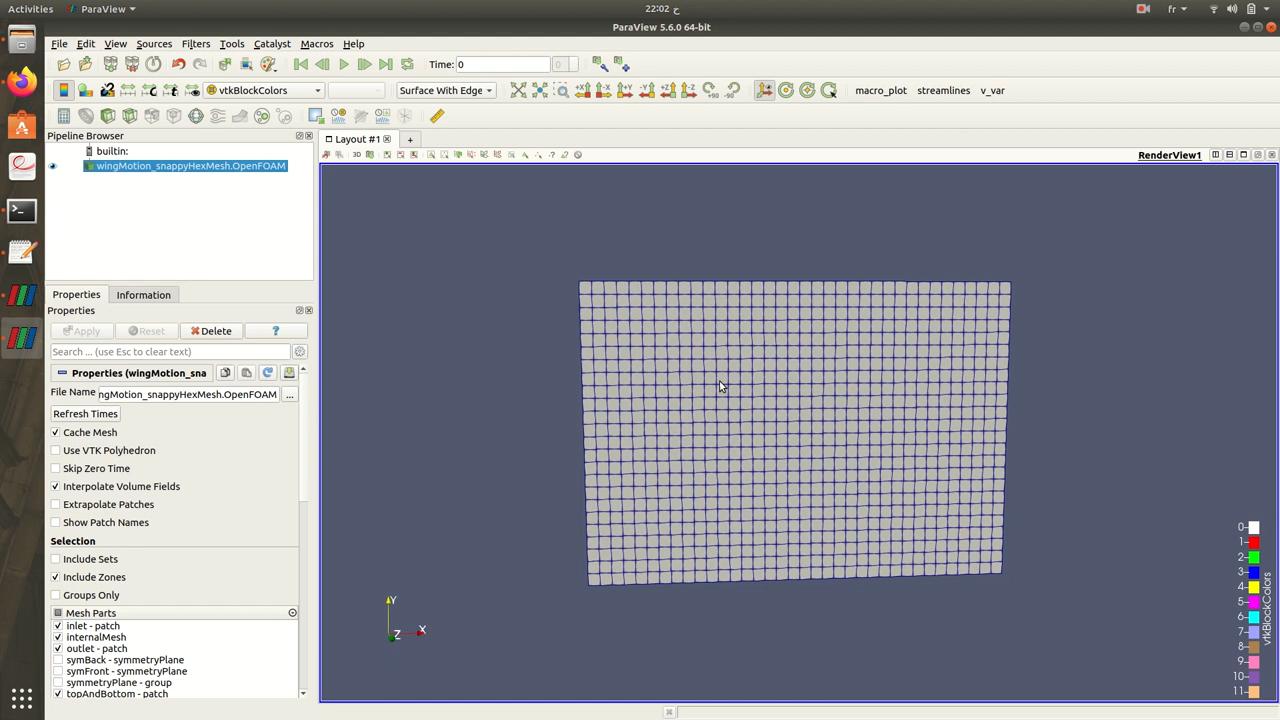 Activities
ParaView
22:02 ح
fr
ParaView 5.6.0 64-bit
File Edit View Sources Filters Tools Catalyst Macros Help
Time: 0 0
vtkBlockColors
Surface With Edge
+X -X +Y -Y +Z -Z +90 -90
macro_plot streamlines v_var
Pipeline Browser
builtin:
wingMotion_snappyHexMesh.OpenFOAM
Layout #1 +
3D
RenderView1
Properties Information
Properties
Apply Reset Delete ?
Search ... (use Esc to clear text)
Properties (wingMotion_sna
File Name ngMotion_snappyHexMesh.OpenFOAM ...
Refresh Times
Cache Mesh
Use VTK Polyhedron
Skip Zero Time
Interpolate Volume Fields
Extrapolate Patches
Show Patch Names
Selection
Include Sets
Include Zones
Groups Only
Mesh Parts
inlet - patch
internalMesh
outlet - patch
symBack - symmetryPlane
symFront - symmetryPlane
symmetryPlane - group
topAndBottom - patch
Y
Z
X
0
1
2
3
4
5
6
7
8
9
10
11
vtkBlockColors